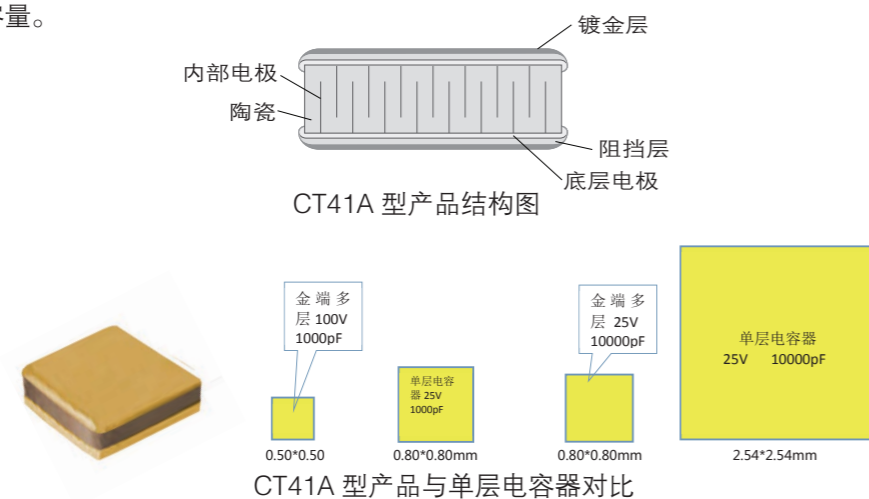 容量。
镀金层
内部电极
陶瓷
阻挡层
底层电极
CT41A 型产品结构图
金端多
层 100V
1000pF
单层电容
器 25V
1000pF
金端多
层 25V
10000pF
单层电容器
25V 10000pF
0.50*0.50
0.80*0.80mm
0.80*0.80mm
2.54*2.54mm
CT41A 型产品与单层电容器对比